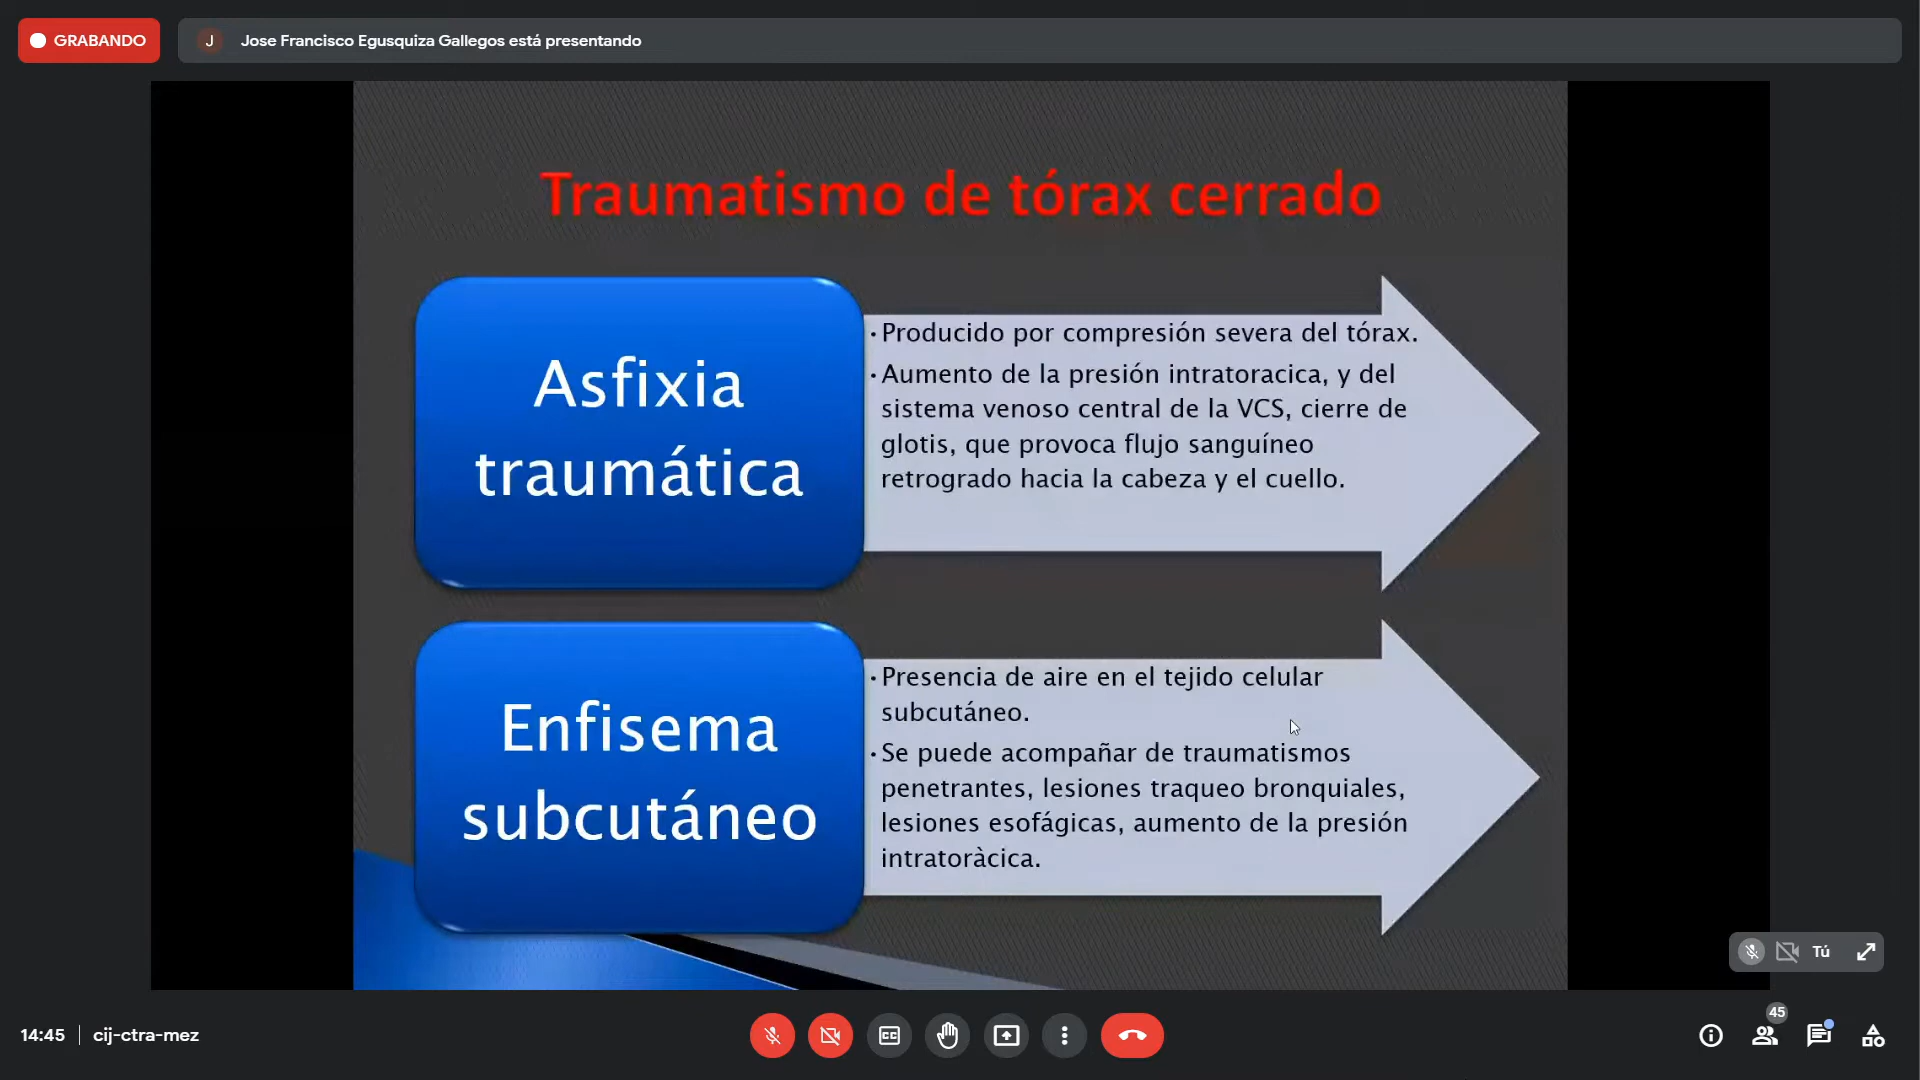 GRABANDO
J
Jose Francisco Egusquiza Gallegos está presentando
Traumatismo de tórax cerrado
Asfixia
traumática
•Producido por compresión severa del tórax.
•Aumento de la presión intratoracica, y del
sistema venoso central de la VCS, cierre de
glotis, que provoca flujo sanguíneo
retrogrado hacia la cabeza y el cuello.
Enfisema
subcutáneo
•Presencia de aire en el tejido celular
subcutáneo.
•Se puede acompañar de traumatismos
penetrantes, lesiones traqueo bronquiales,
lesiones esofágicas, aumento de la presión
intratoràcica.
Tú
14:45 | cij-ctra-mez
CC
45